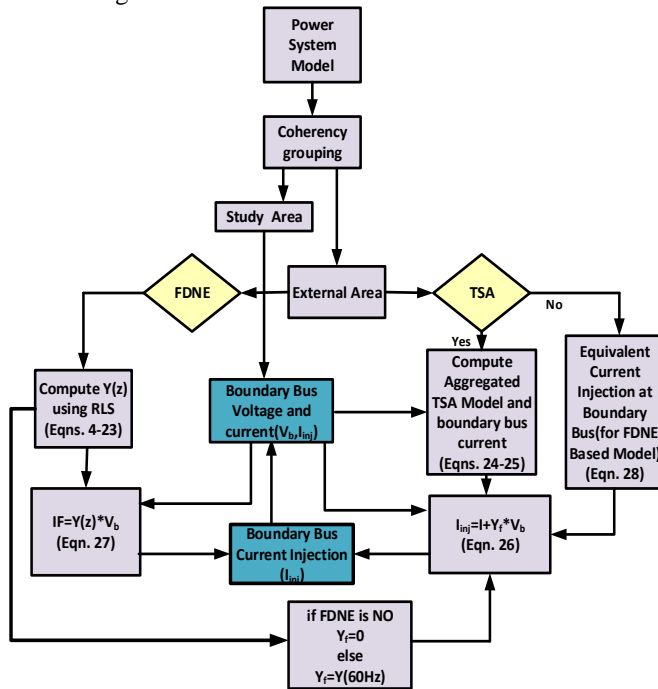 Power
System
Model
Coherency
grouping
Study Area
FDNE
External Area
TSA
No
Yes
Compute Y(z)
using RLS
(Eqns. 4-23)
Boundary Bus
Voltage and
current(Vb,Iinj)
Compute
Aggregated
TSA Model and
boundary bus
current
(Eqns. 24-25)
Equivalent
Current
Injection at
Boundary
Bus(for FDNE
Based Model)
(Eqn. 28)
IF=Y(z)*Vb
(Eqn. 27)
Boundary Bus
Current Injection
(Iinj)
Iinj=I+Yf*Vb
(Eqn. 26)
if FDNE is NO
Yf=0
else
Yf=Y(60Hz)